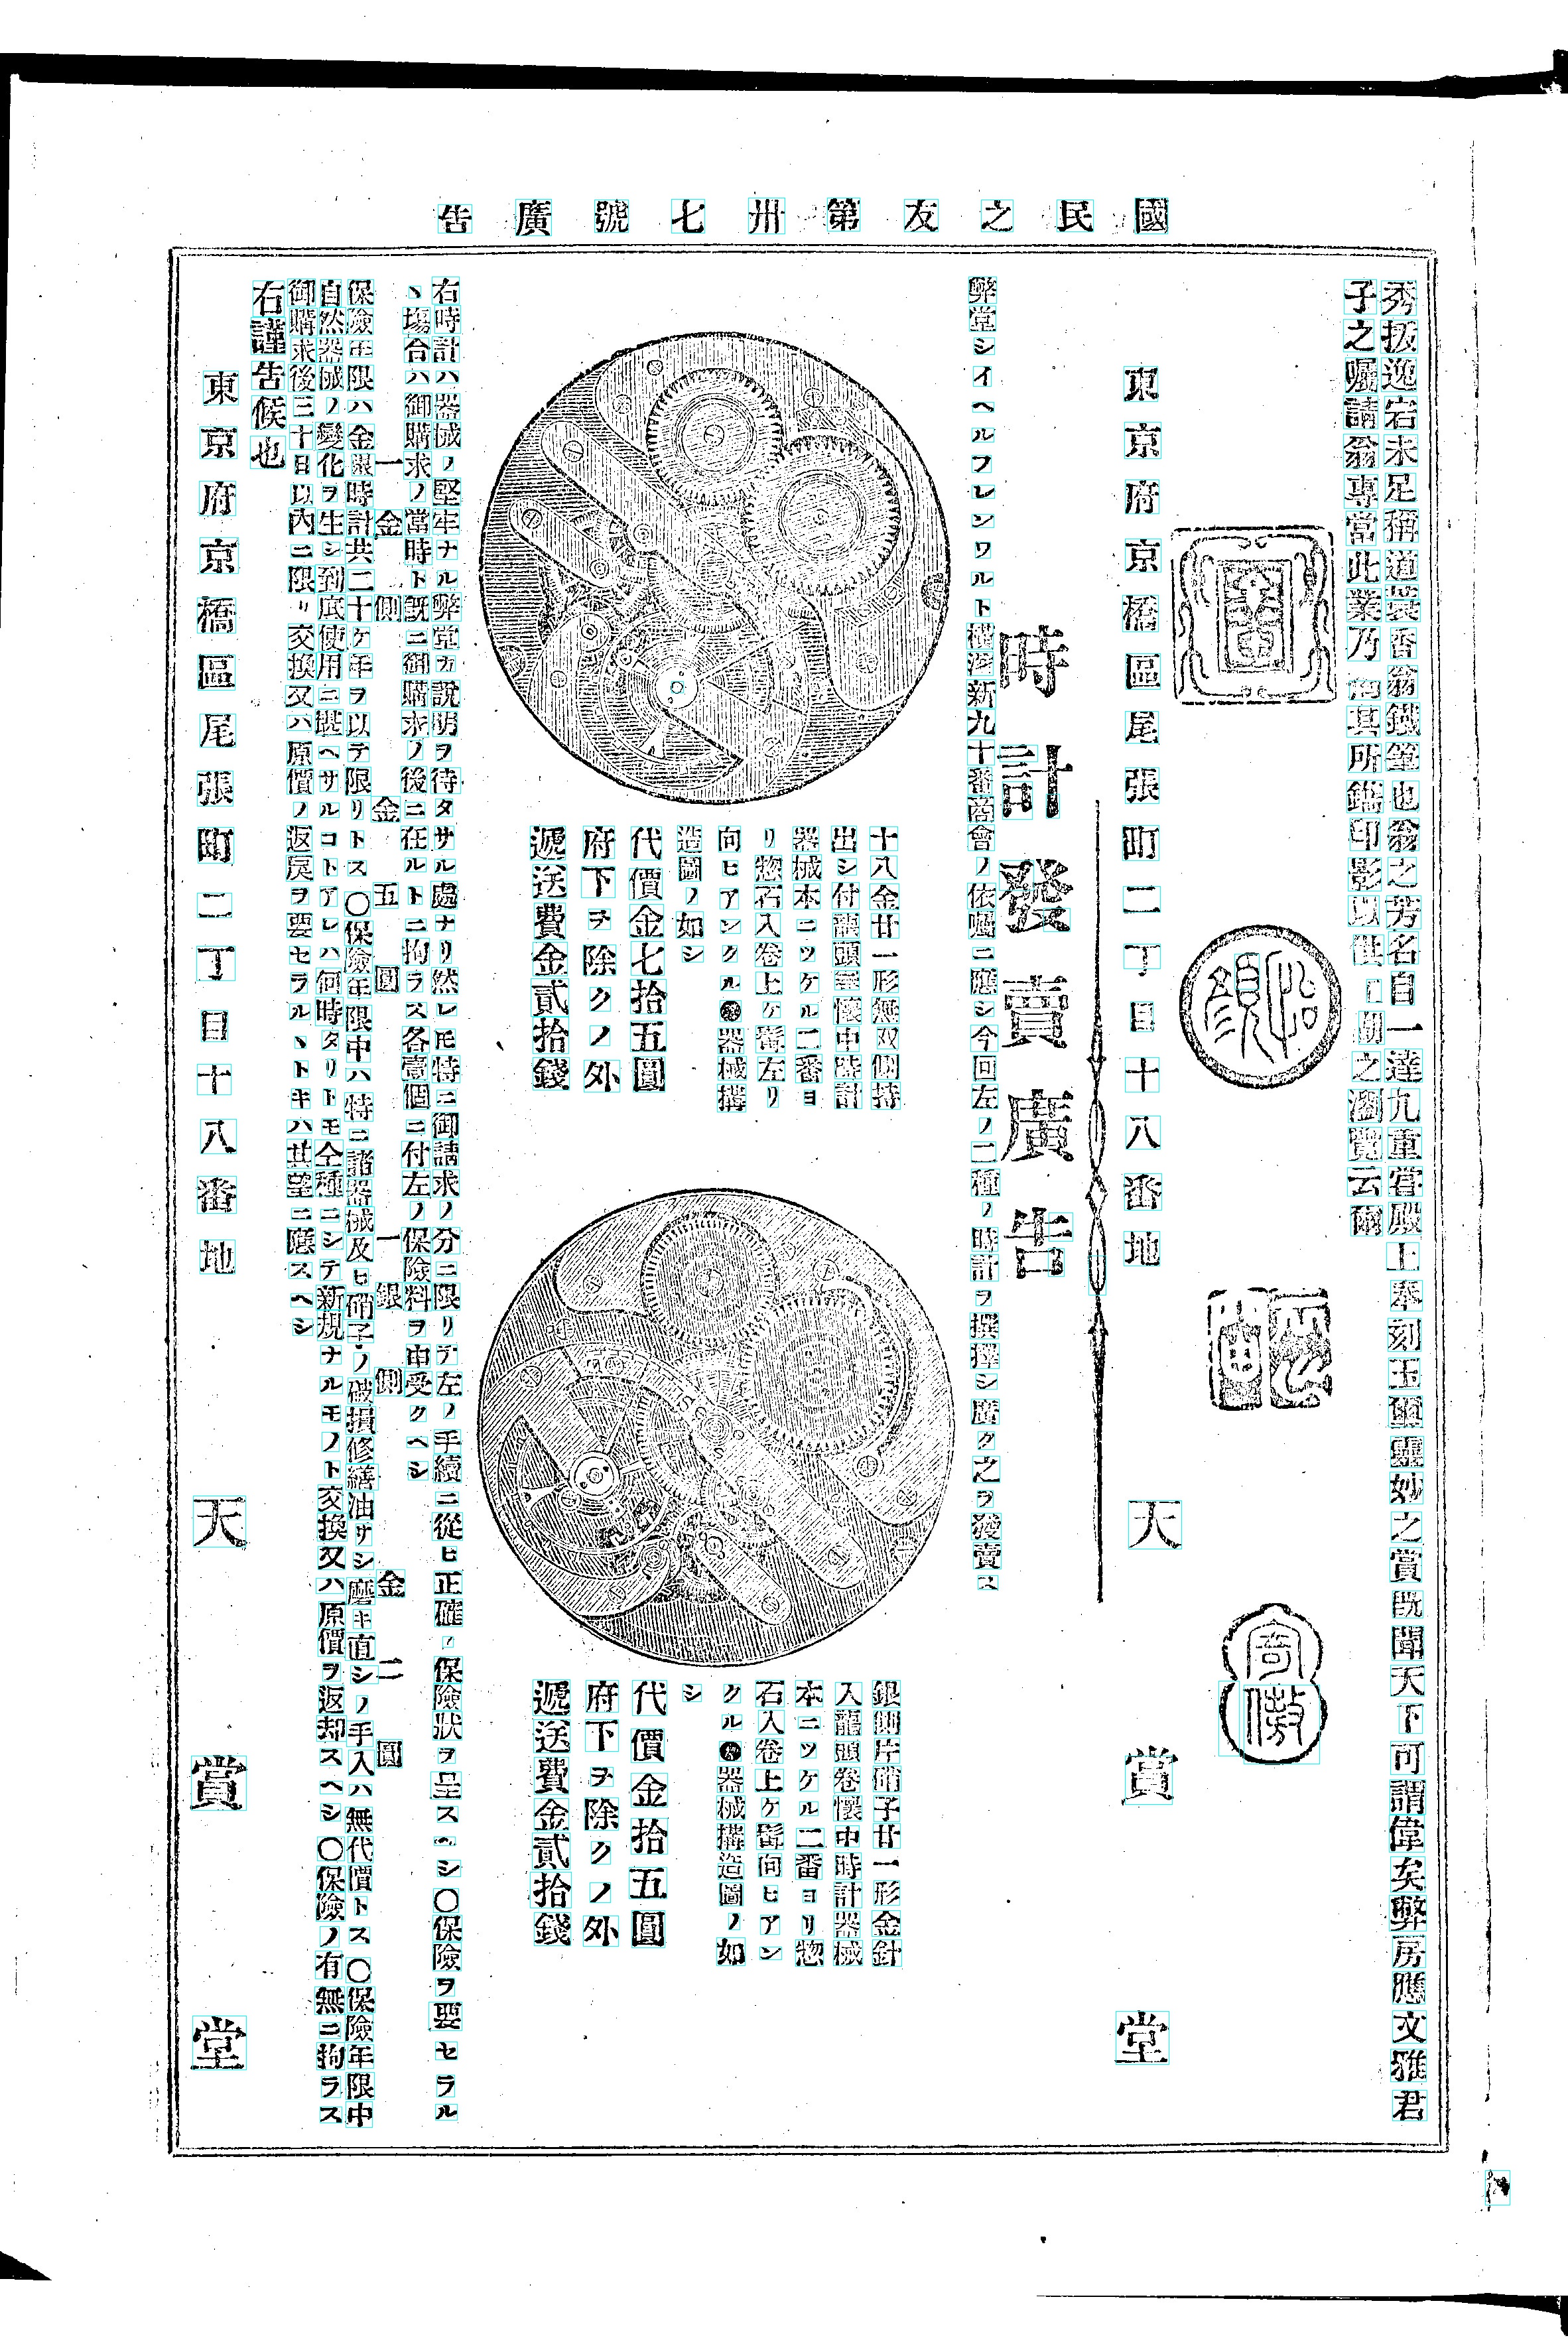 國民之友第卅七號廣告
秀拔逸宕未足稱道其香翁鐵筆也翁之芳名自一達九重嘗殿上奉刻玉璽靈妙之賞既聞天下可謂偉矣弊房應文雅君
子之囑請翁專當此業乃 其所鐫印影以供 之瀏覽云爾
東京府京橋區尾張町二丁目十八番地 天賞堂
時計發賣廣告
弊堂シイヘルフレンワルト橫濱新九十番商會ノ依囑ニ應シ今回左ノ二種ノ時計ヲ撰擇シ廣ク之ヲ發賣ス
十八金廿一形無双側持
出シ付龍頭卷懷中時計
器械本ニツケル二番ヨ
リ惣石入卷上ケ髯左リ
向ヒアンクル 器械搆
造圖ノ如シ
代價金七拾五圓
府下ヲ除クノ外
遞送費金貳拾錢
銀側片硝子廿一形金針
入龍頭卷懷中時計器械
本ニツケル二番ヨリ惣
石入卷上ケ髯向ヒアン
クル 器械搆造圖ノ如
シ
代價金拾五圓
府下ヲ除クノ外
遞送費金貳拾錢
右時計ハ器械ノ堅牢ナル弊堂カ說明ヲ待タサル處ナリ然レ𪜈特ニ御請求ノ分ニ限リテ左ノ手續ニ從ヒ正確ノ保險狀ヲ呈スヘシ〇保險ヲ要セラル
ヽ塲合ハ御購求ノ當時ト旣ニ御購求ノ後ニ在ルトニ拘ラス各壹個ニ付左ノ保險料ヲ申受クヘシ
一金側 金五圓 一銀側 金二圓
保險年限ハ金銀時計共二十ケ年ヲ以テ限リトス〇保險年限中ハ特ニ諸器械及ヒ硝子ノ破損修繕油サシ磨キ直シノ手入ハ無代價トス〇保險年限中
自然器械ノ變化ヲ生シ到底使用ニ堪ヘサルコトアレハ何時タリトモ仝種ニシテ新規ナルモノト交換又ハ原價ヲ返却スヘシ〇保險ノ有無ニ拘ラス
御購求後三十日以內ニ限リ交換又ハ原價ノ返戾ヲ要セラルヽトキハ其望ニ應スヘシ
右謹告候也
東京府京橋區尾張町二丁目十八番地 天賞堂